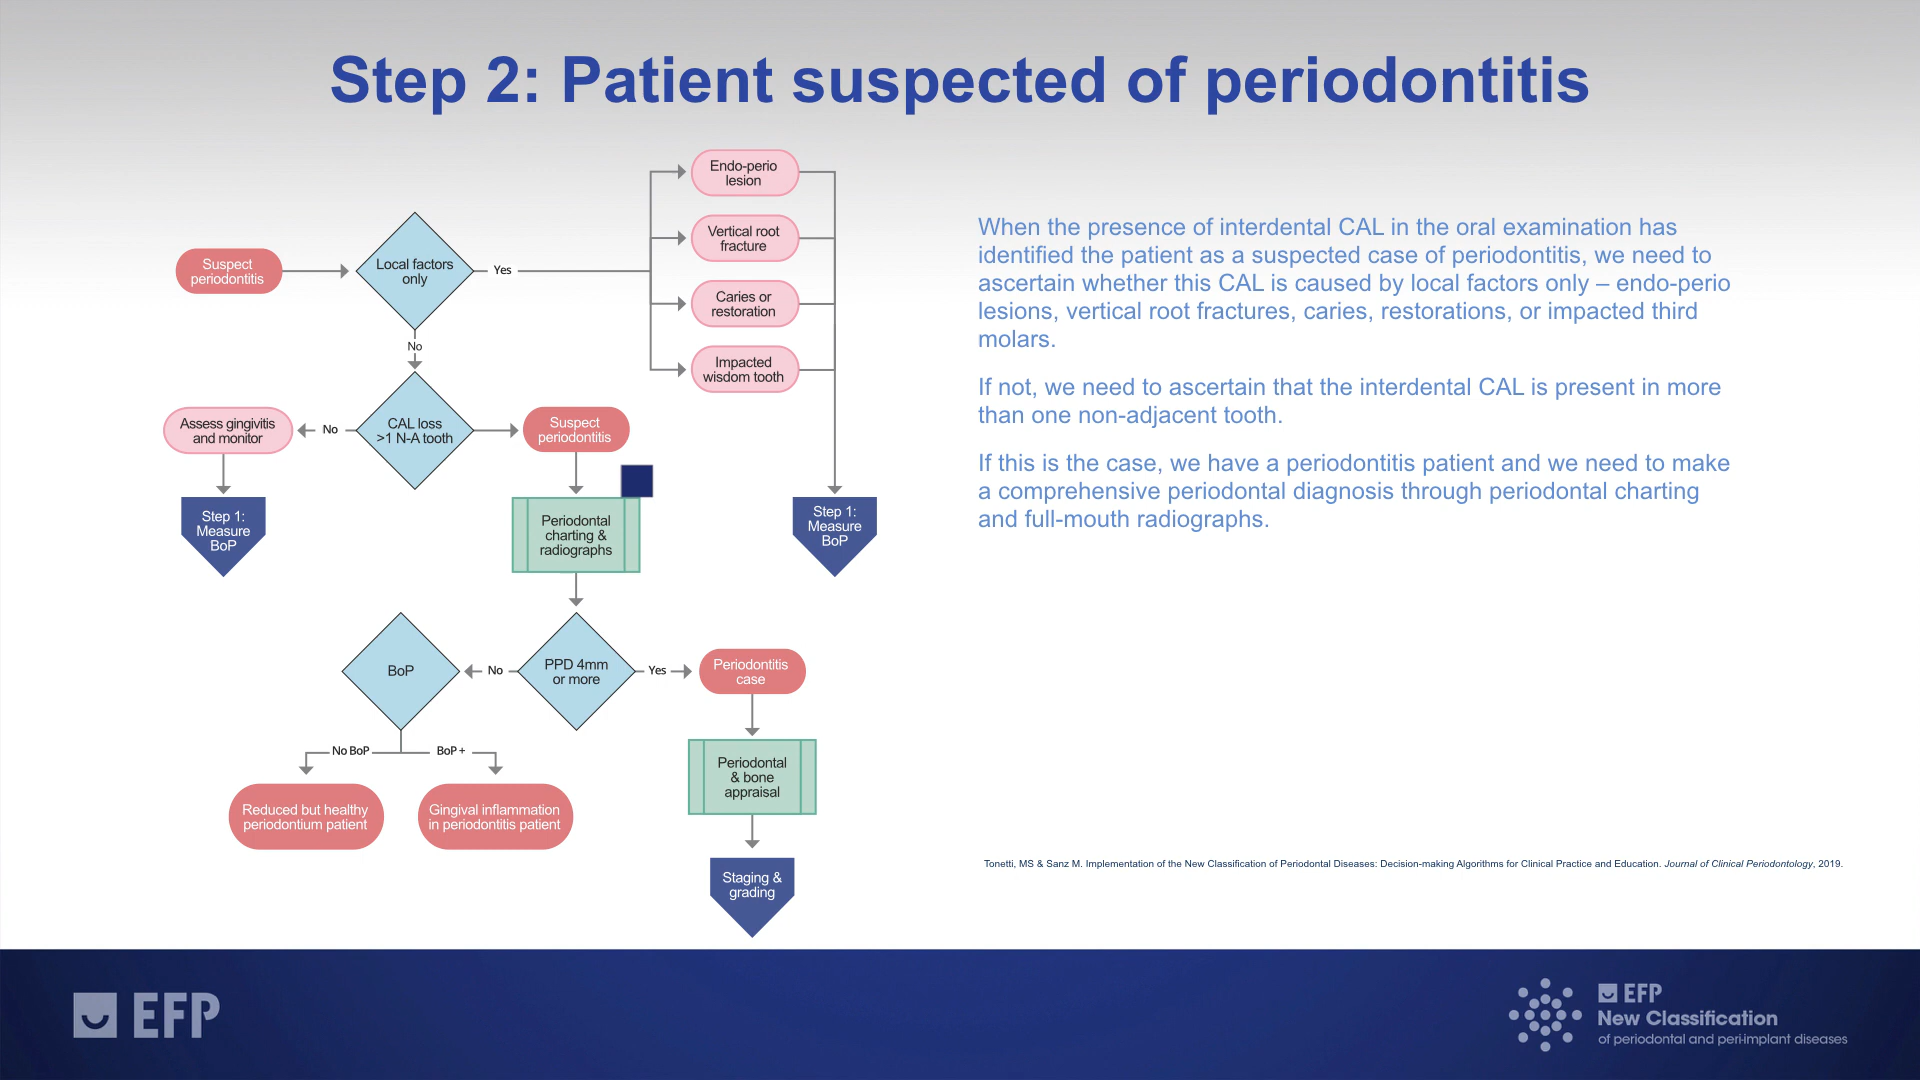 Step 2: Patient suspected of periodontitis
Endo-perio
lesion
Vertical root
fracture
Caries or
restoration
Impacted
wisdom tooth
Suspect
periodontitis
Local factors
only
Yes
No
Assess gingivitis
and monitor
No
CAL loss
>1 N-A tooth
Suspect
periodontitis
Step 1:
Measure
BoP
Periodontal
charting &
radiographs
Step 1:
Measure
BoP
BoP
No
PPD 4mm
or more
Yes
Periodontitis
case
No BoP
BoP +
Periodontal
& bone
appraisal
Reduced but healthy
periodontium patient
Gingival inflammation
in periodontitis patient
Staging &
grading
When the presence of interdental CAL in the oral examination has
identified the patient as a suspected case of periodontitis, we need to
ascertain whether this CAL is caused by local factors only – endo-perio
lesions, vertical root fractures, caries, restorations, or impacted third
molars.
If not, we need to ascertain that the interdental CAL is present in more
than one non-adjacent tooth.
If this is the case, we have a periodontitis patient and we need to make
a comprehensive periodontal diagnosis through periodontal charting
and full-mouth radiographs.
Tonetti, MS & Sanz M. Implementation of the New Classification of Periodontal Diseases: Decision-making Algorithms for Clinical Practice and Education. Journal of Clinical Periodontology, 2019.
EFP
EFP
New Classification
of periodontal and peri-implant diseases